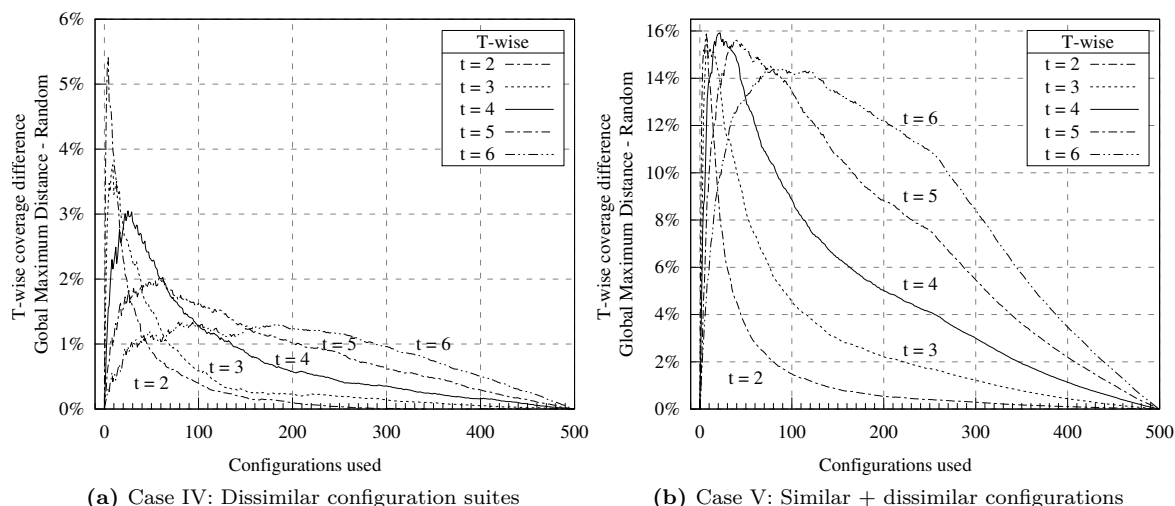 T-wise coverage difference
Gobal Maximum Distance - Random
6%
5%
4%
3%
2%
1%
0%
T-wise
t = 2
t = 3
t = 4
t = 5
t = 6
t = 2
t = 3
t = 4
t = 5
t = 6
0 100 200 300 400 500
Configurations used
(a) Case IV: Dissimilar configuration suites
T-wise coverage difference
Global Maximum Distance - Random
16%
14%
12%
10%
8%
6%
4%
2%
0%
T-wise
t = 2
t = 3
t = 4
t = 5
t = 6
t = 6
t = 5
t = 4
t = 3
t = 2
0 100 200 300 400 500
Configurations used
(b) Case V: Similar + dissimilar configurations